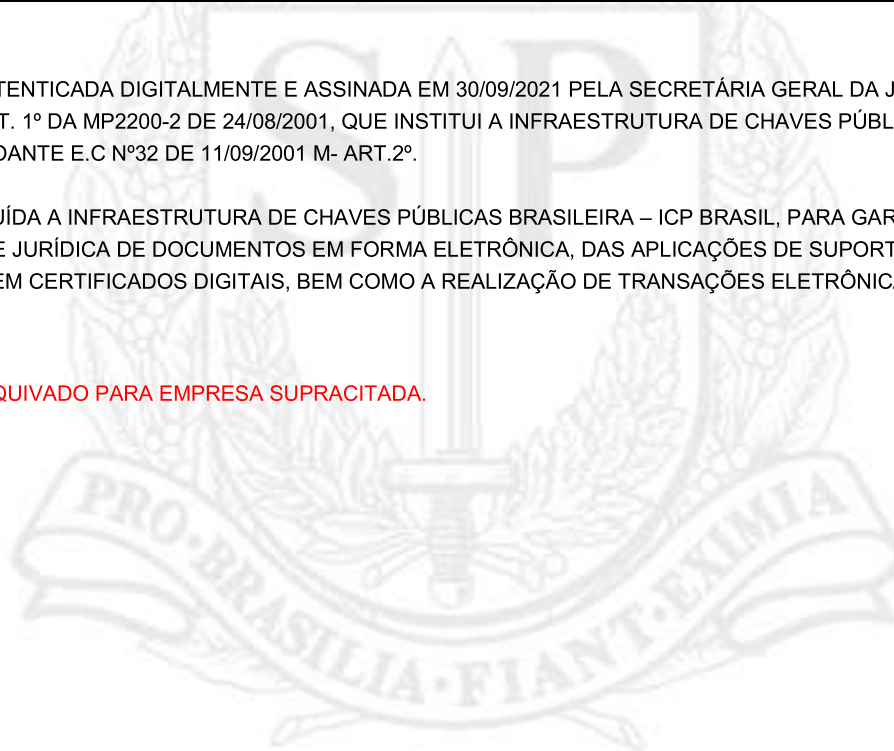 TENTICADA DIGITALMENTE E ASSINADA EM 30/09/2021 PELA SECRETÁRIA GERAL DA J
T. 1º DA MP2200-2 DE 24/08/2001, QUE INSTITUI A INFRAESTRUTURA DE CHAVES PÚBL
DANTE E.C Nº32 DE 11/09/2001 M- ART.2º.
UÍDA A INFRAESTRUTURA DE CHAVES PÚBLICAS BRASILEIRA – ICP BRASIL, PARA GAR
E JURÍDICA DE DOCUMENTOS EM FORMA ELETRÔNICA, DAS APLICAÇÕES DE SUPORT
EM CERTIFICADOS DIGITAIS, BEM COMO A REALIZAÇÃO DE TRANSAÇÕES ELETRÔNICA
QUIVADO PARA EMPRESA SUPRACITADA.
SP
PRO·BRASILIA·FIANT·EXIMIA